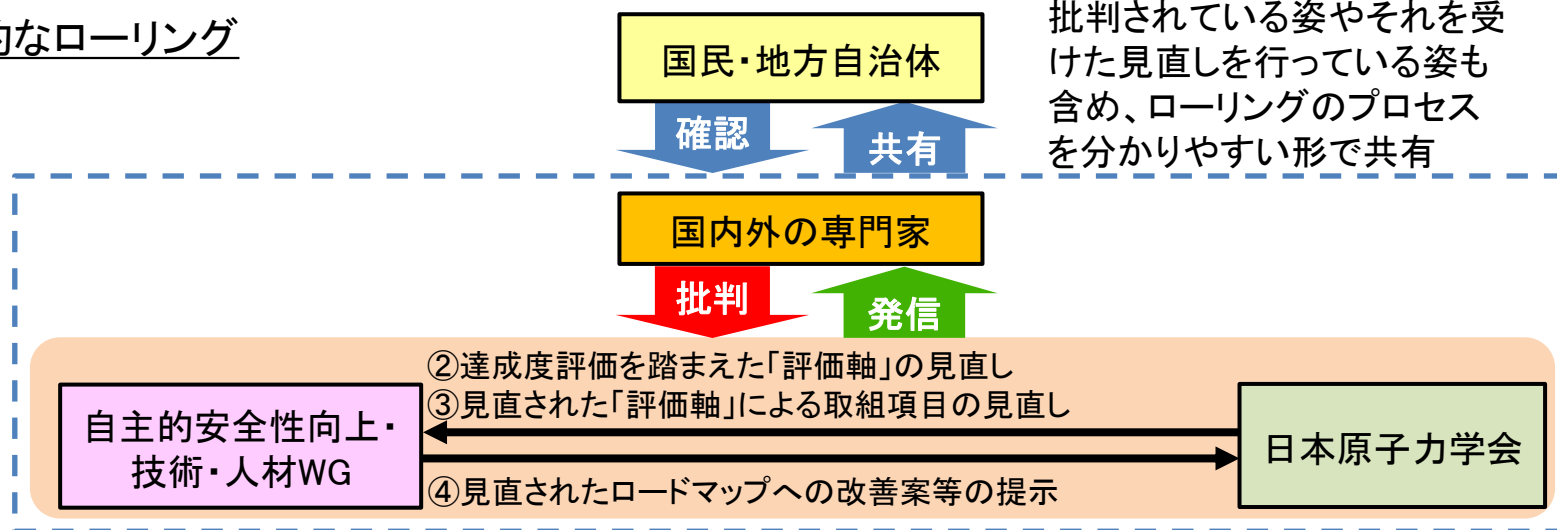 的なローリング
国民・地方自治体
批判されている姿やそれを受
けた見直しを行っている姿も
含め、ローリングのプロセス
を分かりやすい形で共有
確認
共有
国内外の専門家
批判
発信
②達成度評価を踏まえた「評価軸」の見直し
③見直された「評価軸」による取組項目の見直し
自主的安全性向上・
技術・人材WG
日本原子力学会
④見直されたロードマップへの改善案等の提示